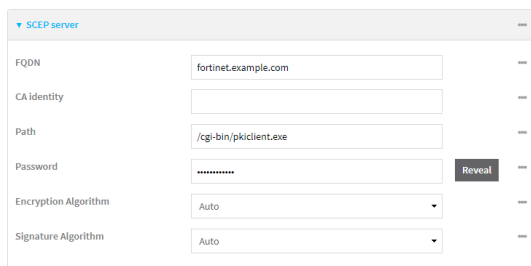 SCEP server
FQDN
fortinet.example.com
CA identity
Path
/cgi-bin/pkiclient.exe
Password
••••••••••••
Reveal
Encryption Algorithm
Auto
Signature Algorithm
Auto